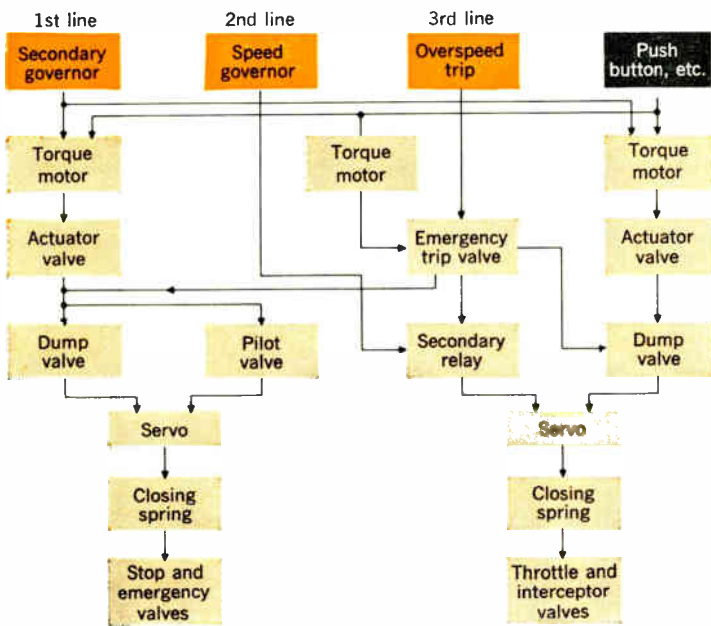 1st line
2nd line
3rd line
Secondary
governor
Speed
governor
Overspeed
trip
Push
button, etc.
Torque
motor
Torque
motor
Torque
motor
Actuator
valve
Emergency
trip valve
Actuator
valve
Dump
valve
Pilot
valve
Secondary
relay
Dump
valve
Servo
Servo
Closing
spring
Closing
spring
Stop and
emergency
valves
Throttle and
interceptor
valves